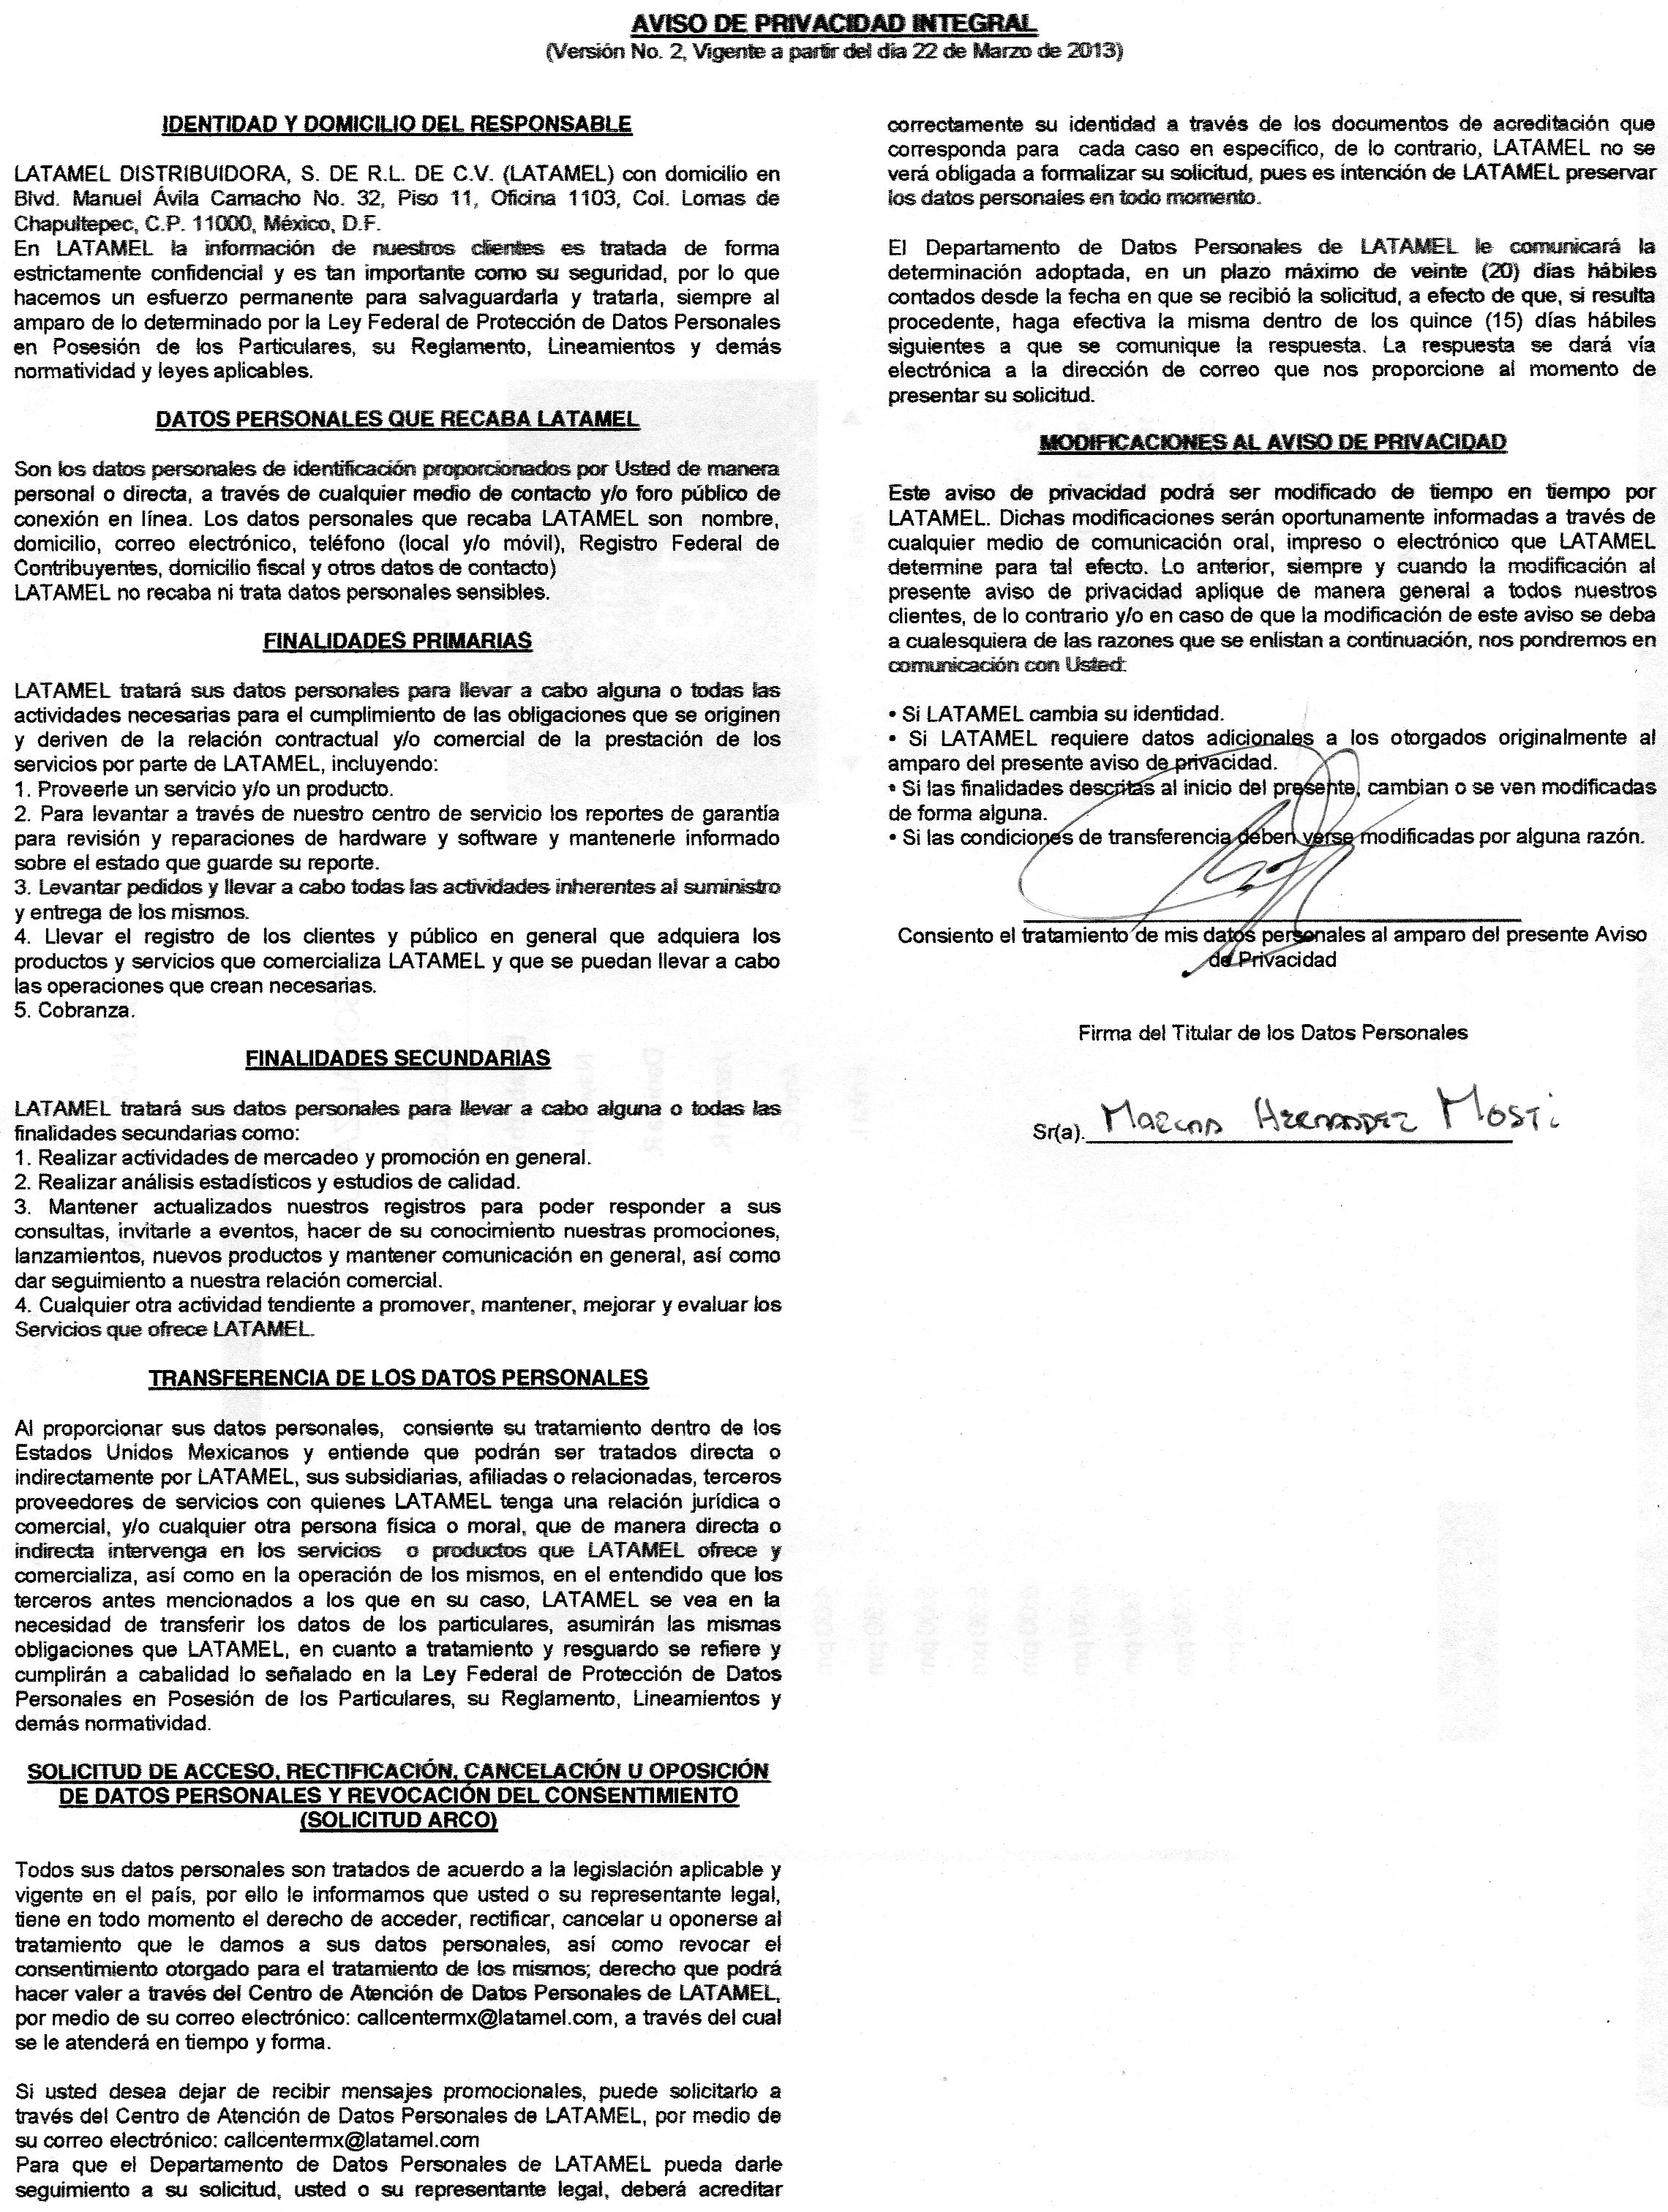 AVISO DE PRIVACIDAD INTEGRAL
(Versión No. 2, Vigente a partir del día 22 de Marzo de 2013)
IDENTIDAD Y DOMICILIO DEL RESPONSABLE
LATAMEL DISTRIBUIDORA, S. DE R.L. DE C.V. (LATAMEL) con domicilio en
Blvd. Manuel Ávila Camacho No. 32, Piso 11, Oficina 1103, Col. Lomas de
Chapultepec, C.P. 11000, México, D.F.
En LATAMEL la información de nuestros clientes es tratada de forma
estrictamente confidencial y es tan importante como su seguridad, por lo que
hacemos un esfuerzo permanente para salvaguardarla y tratarla, siempre al
amparo de lo determinado por la Ley Federal de Protección de Datos Personales
en Posesión de los Particulares, su Reglamento, Lineamientos y demás
normatividad y leyes aplicables.
DATOS PERSONALES QUE RECABA LATAMEL
Son los datos personales de identificación proporcionados por Usted de manera
personal o directa, a través de cualquier medio de contacto y/o foro público de
conexión en línea. Los datos personales que recaba LATAMEL son nombre,
domicilio, correo electrónico, teléfono (local y/o móvil), Registro Federal de
Contribuyentes, domicilio fiscal y otros datos de contacto)
LATAMEL no recaba ni trata datos personales sensibles.
FINALIDADES PRIMARIAS
LATAMEL tratará sus datos personales para llevar a cabo alguna o todas las
actividades necesarias para el cumplimiento de las obligaciones que se originen
y deriven de la relación contractual y/o comercial de la prestación de los
servicios por parte de LATAMEL, incluyendo:
1. Proveerle un servicio y/o un producto.
2. Para levantar a través de nuestro centro de servicio los reportes de garantía
para revisión y reparaciones de hardware y software y mantenerle informado
sobre el estado que guarde su reporte.
3. Levantar pedidos y llevar a cabo todas las actividades inherentes al suministro
y entrega de los mismos.
4. Llevar el registro de los clientes y público en general que adquiera los
productos y servicios que comercializa LATAMEL y que se puedan llevar a cabo
las operaciones que crean necesarias.
5. Cobranza.
FINALIDADES SECUNDARIAS
LATAMEL tratará sus datos personales para llevar a cabo alguna o todas las
finalidades secundarias como:
1. Realizar actividades de mercadeo y promoción en general.
2. Realizar análisis estadísticos y estudios de calidad.
3. Mantener actualizados nuestros registros para poder responder a sus
consultas, invitarle a eventos, hacer de su conocimiento nuestras promociones,
lanzamientos, nuevos productos y mantener comunicación en general, así como
dar seguimiento a nuestra relación comercial.
4. Cualquier otra actividad tendiente a promover, mantener, mejorar y evaluar los
Servicios que ofrece LATAMEL.
TRANSFERENCIA DE LOS DATOS PERSONALES
Al proporcionar sus datos personales, consiente su tratamiento dentro de los
Estados Unidos Mexicanos y entiende que podrán ser tratados directa o
indirectamente por LATAMEL, sus subsidiarias, afiliadas o relacionadas, terceros
proveedores de servicios con quienes LATAMEL tenga una relación jurídica o
comercial, y/o cualquier otra persona física o moral, que de manera directa o
indirecta intervenga en los servicios o productos que LATAMEL ofrece y
comercializa, así como en la operación de los mismos, en el entendido que los
terceros antes mencionados a los que en su caso, LATAMEL se vea en la
necesidad de transferir los datos de los particulares, asumirán las mismas
obligaciones que LATAMEL, en cuanto a tratamiento y resguardo se refiere y
cumplirán a cabalidad lo señalado en la Ley Federal de Protección de Datos
Personales en Posesión de los Particulares, su Reglamento, Lineamientos y
demás normatividad.
SOLICITUD DE ACCESO, RECTIFICACIÓN, CANCELACIÓN U OPOSICIÓN
DE DATOS PERSONALES Y REVOCACIÓN DEL CONSENTIMIENTO
(SOLICITUD ARCO)
Todos sus datos personales son tratados de acuerdo a la legislación aplicable y
vigente en el país, por ello le informamos que usted o su representante legal,
tiene en todo momento el derecho de acceder, rectificar, cancelar u oponerse al
tratamiento que le damos a sus datos personales, así como revocar el
consentimiento otorgado para el tratamiento de los mismos; derecho que podrá
hacer valer a través del Centro de Atención de Datos Personales de LATAMEL,
por medio de su correo electrónico: callcentermx@latamel.com, a través del cual
se le atenderá en tiempo y forma.
Si usted desea dejar de recibir mensajes promocionales, puede solicitarlo a
través del Centro de Atención de Datos Personales de LATAMEL, por medio de
su correo electrónico: callcentermx@latamel.com
Para que el Departamento de Datos Personales de LATAMEL pueda darle
seguimiento a su solicitud, usted o su representante legal, deberá acreditar
correctamente su identidad a través de los documentos de acreditación que
corresponda para cada caso en específico, de lo contrario, LATAMEL no se
verá obligada a formalizar su solicitud, pues es intención de LATAMEL preservar
los datos personales en todo momento.
El Departamento de Datos Personales de LATAMEL le comunicará la
determinación adoptada, en un plazo máximo de veinte (20) días hábiles
contados desde la fecha en que se recibió la solicitud, a efecto de que, si resulta
procedente, haga efectiva la misma dentro de los quince (15) días hábiles
siguientes a que se comunique la respuesta. La respuesta se dará vía
electrónica a la dirección de correo que nos proporcione al momento de
presentar su solicitud.
MODIFICACIONES AL AVISO DE PRIVACIDAD
Este aviso de privacidad podrá ser modificado de tiempo en tiempo por
LATAMEL. Dichas modificaciones serán oportunamente informadas a través de
cualquier medio de comunicación oral, impreso o electrónico que LATAMEL
determine para tal efecto. Lo anterior, siempre y cuando la modificación al
presente aviso de privacidad aplique de manera general a todos nuestros
clientes, de lo contrario y/o en caso de que la modificación de este aviso se deba
a cualesquiera de las razones que se enlistan a continuación, nos pondremos en
comunicación con Usted:
• Si LATAMEL cambia su identidad.
• Si LATAMEL requiere datos adicionales a los otorgados originalmente al
amparo del presente aviso de privacidad.
• Si las finalidades descritas al inicio del presente, cambian o se ven modificadas
de forma alguna.
• Si las condiciones de transferencia deben verse modificadas por alguna razón.
Consiento el tratamiento de mis datos personales al amparo del presente Aviso
de Privacidad
Firma del Titular de los Datos Personales
Sr(a). Marcos Hernandez Mosti